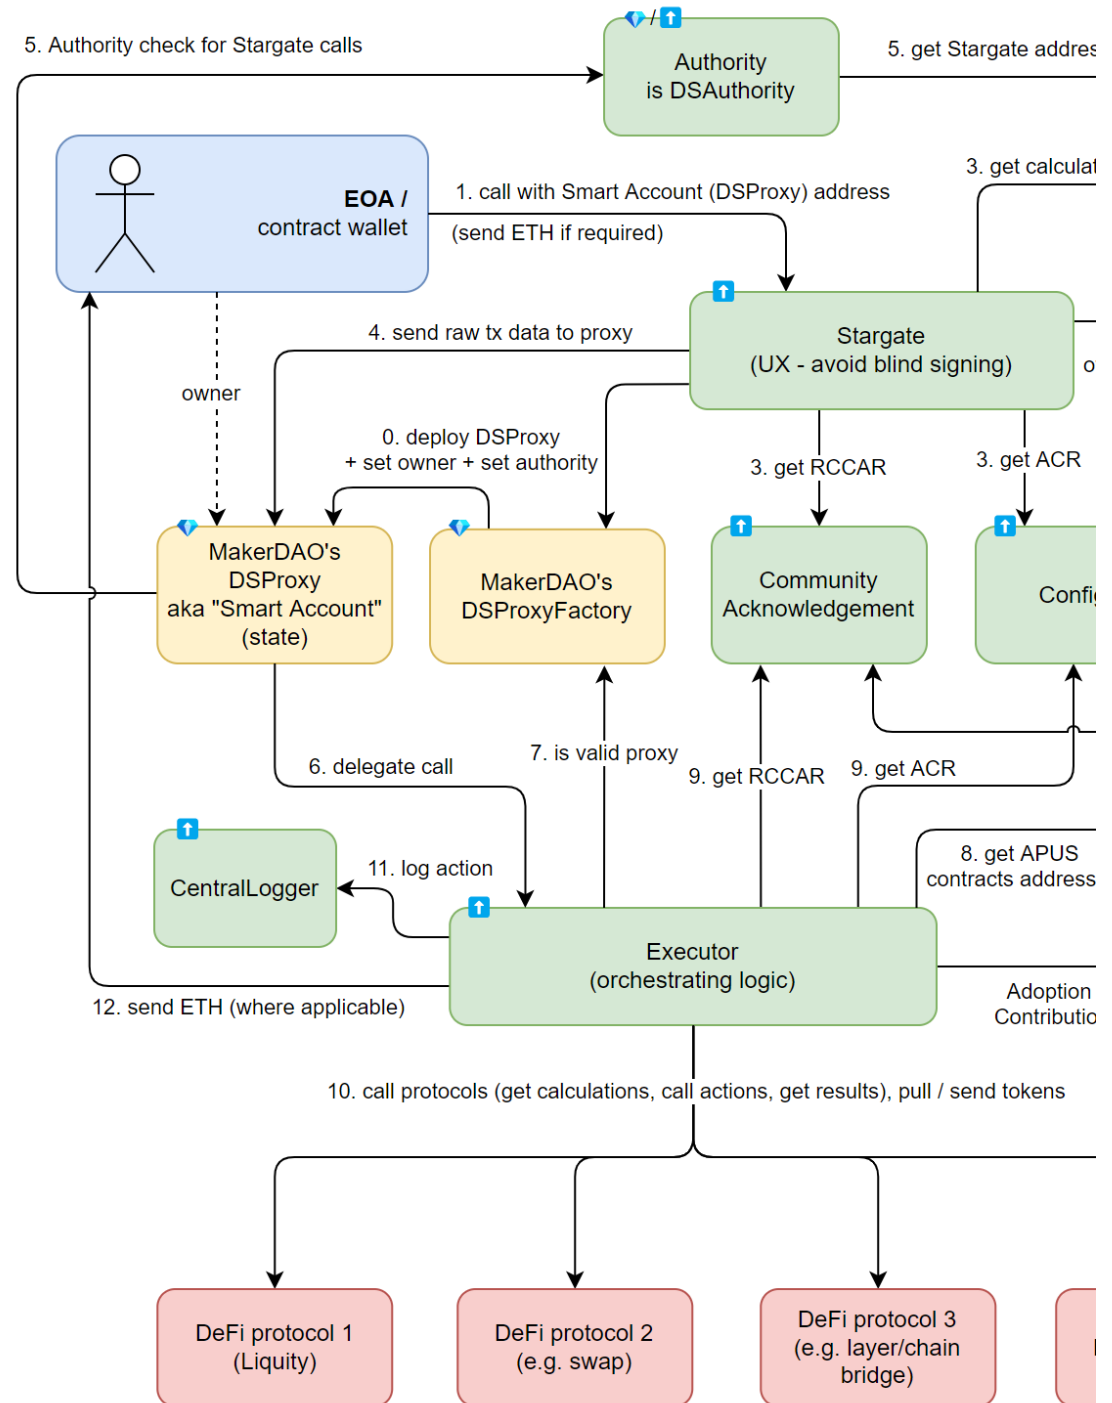 5. Authority check for Stargate calls
/
Authority
is DSAuthority
5. get Stargate
EOA /
contract wallet
1. call with Smart Account (DSProxy) address
(send ETH if required)
3. get
Stargate
(UX - avoid blind signing)
4. send raw tx data to proxy
owner
0. deploy DSProxy
+ set owner + set authority
3. get RCCAR
3. get ACR
MakerDAO's
DSProxy
aka "Smart Account"
(state)
MakerDAO's
DSProxyFactory
Community
Acknowledgement
6. delegate call
7. is valid proxy
9. get RCCAR
9. get ACR
CentralLogger
11. log action
8. get APUS
contracts address
Executor
(orchestrating logic)
Adoption
12. send ETH (where applicable)
10. call protocols (get calculations, call actions, get results), pull / send tokens
DeFi protocol 1
(Liquity)
DeFi protocol 2
(e.g. swap)
DeFi protocol 3
(e.g. layer/chain
bridge)